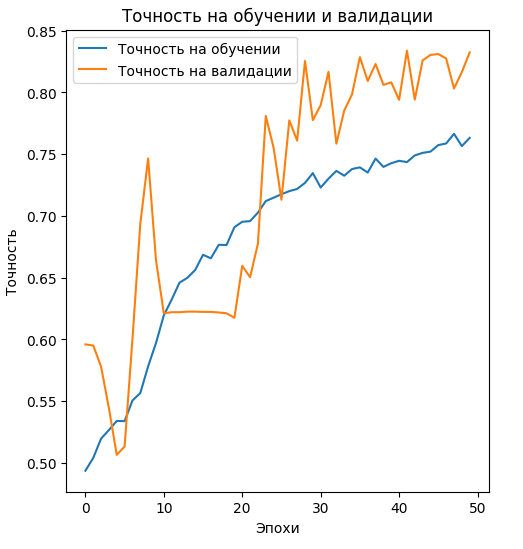 Точность на обучении и валидации
Точность на обучении
Точность на валидации
0.85
0.80
0.75
0.70
0.65
0.60
0.55
0.50
Точность
0 10 20 30 40 50
Эпохи